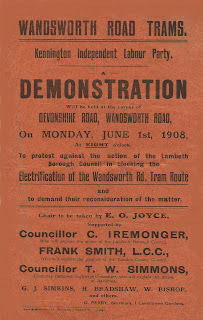 WANDSWORTH ROAD TRAMS.
Kennington Independent Labour Party.
A
DEMONSTRATION
Will be held at the corner of
DEVONSHIRE ROAD, WANDSWORTH ROAD,
On MONDAY, JUNE 1st, 1908,
At EIGHT o'clock,
To protest against the action of the Lambeth
Borough Council in blocking the
Electrification of the Wandsworth Rd. Tram Route
and
to demand their reconsideration of the matter.
Chair to be taken by E. O. JOYCE,
Supported by
Councillor C. IREMONGER,
FRANK SMITH, L.C.C.,
Councillor T. W. SIMMONS,
G. J. SIMKINS, H. BRADSHAW, W. BISHOP,
and others.